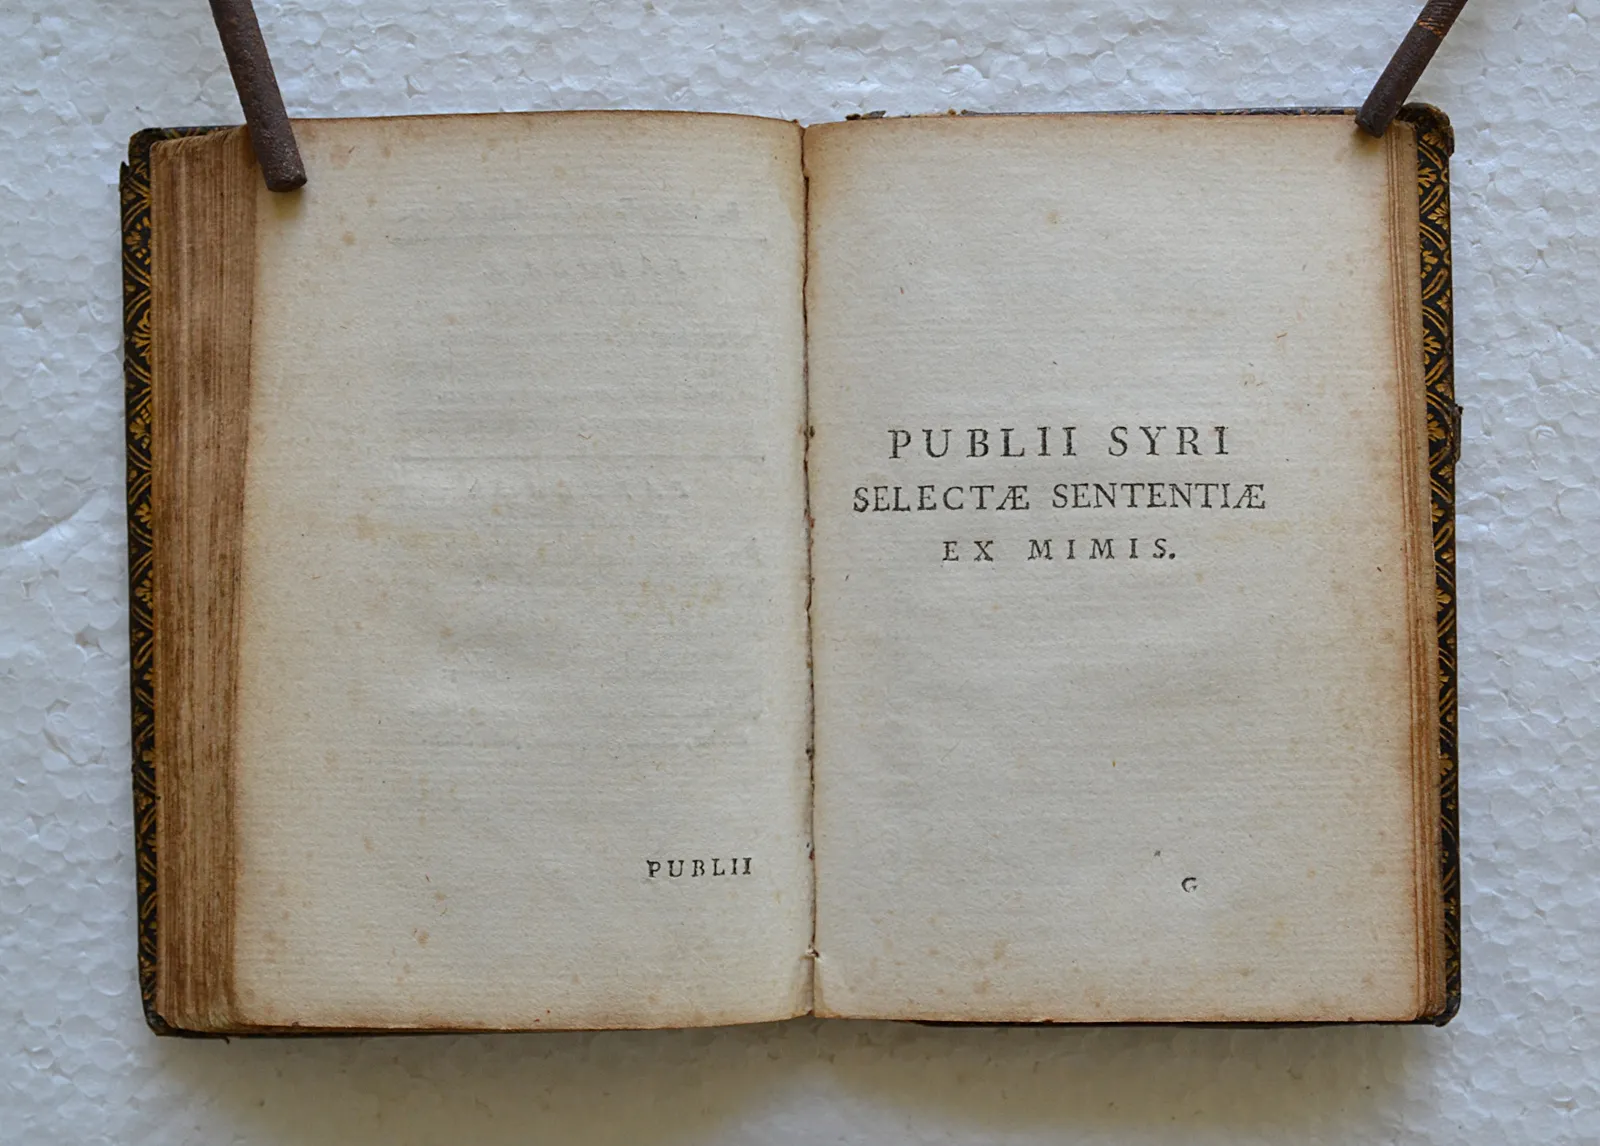 PUBLII
PUBLII SYRI
SELECTÆ SENTENTIÆ
EX MIMIS.
G